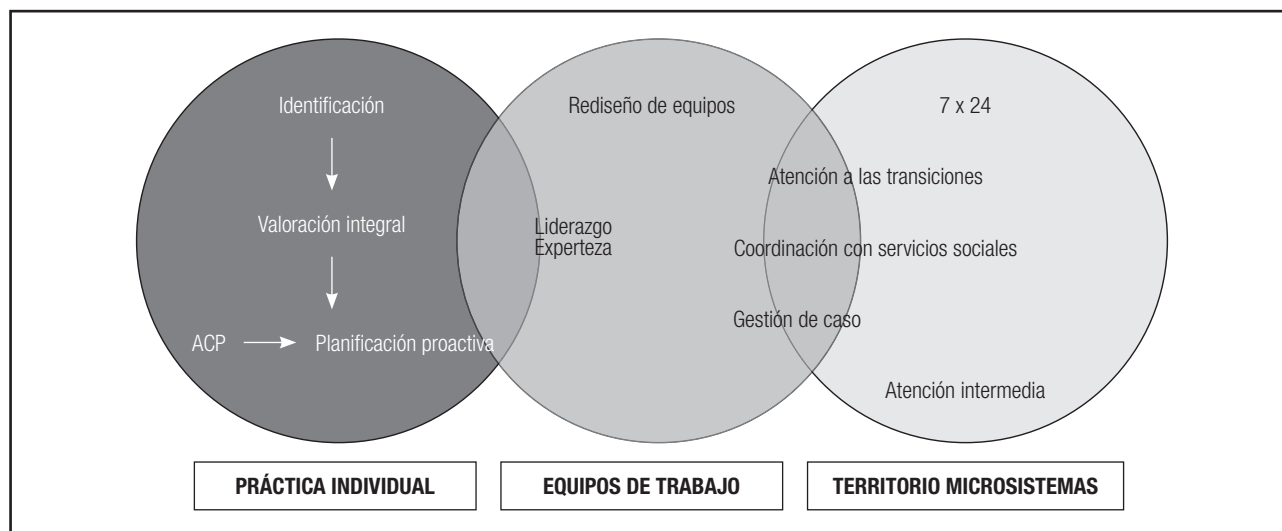 Identificación
Valoración integral
ACP
Planificación proactiva
Rediseño de equipos
Liderazgo
Experteza
7 x 24
Atención a las transiciones
Coordinación con servicios sociales
Gestión de caso
Atención intermedia
PRÁCTICA INDIVIDUAL
EQUIPOS DE TRABAJO
TERRITORIO MICROSISTEMAS